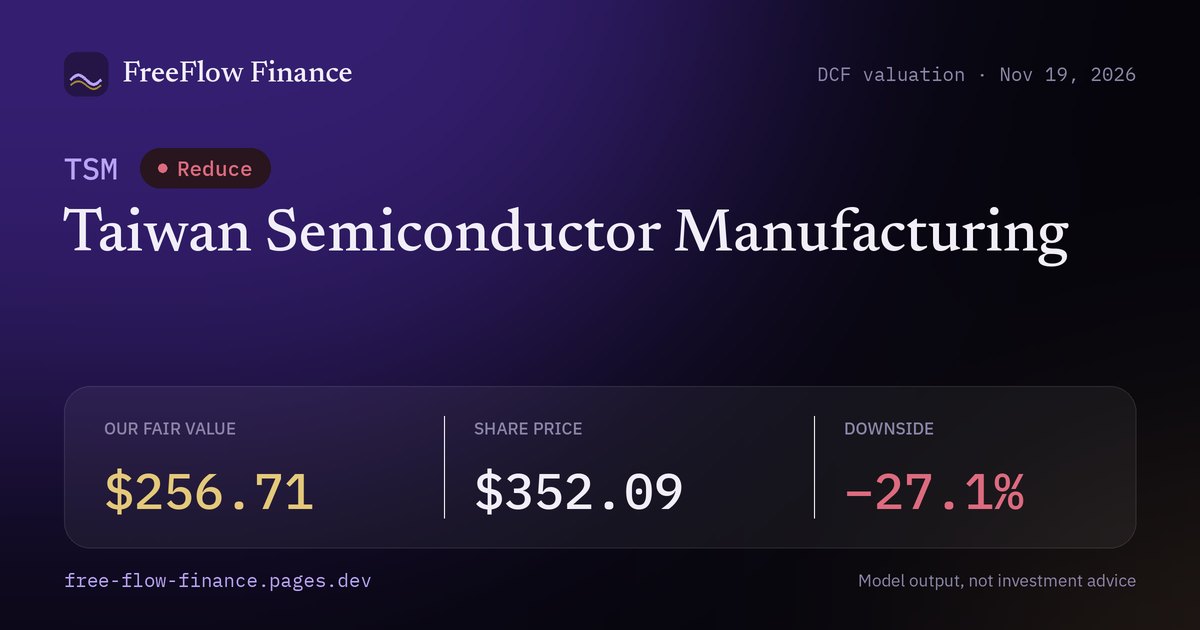 FreeFlow Finance
DCF valuation · Nov 19, 2026
TSM
Reduce
Taiwan Semiconductor Manufacturing
OUR FAIR VALUE
$256.71
SHARE PRICE
$352.09
DOWNSIDE
−27.1%
free-flow-finance.pages.dev
Model output, not investment advice